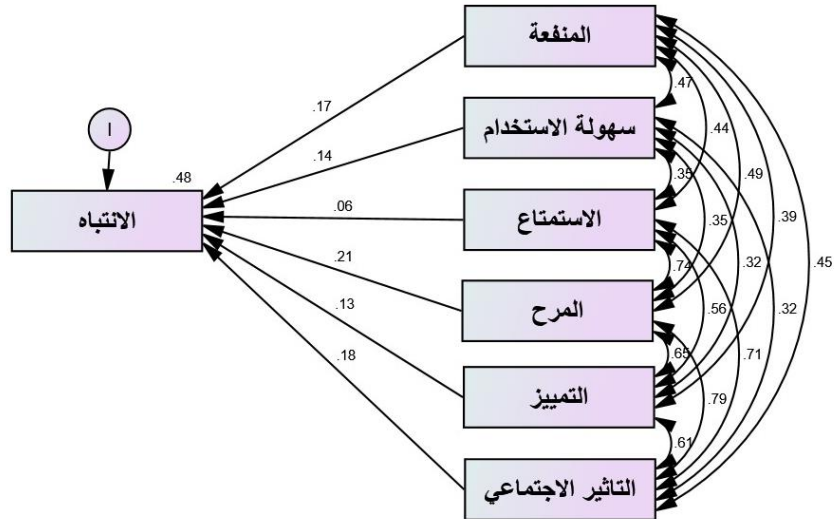 المنفعة
.47
.17
سهولة الاستخدام
.44
.14
.35
.49
.48
الانتباه
.06
الاستمتاع
.35
.39
.74
.32
.45
.21
المرح
.56
.32
.13
.65
.71
.18
التمييز
.79
.61
التاثير الاجتماعي
I